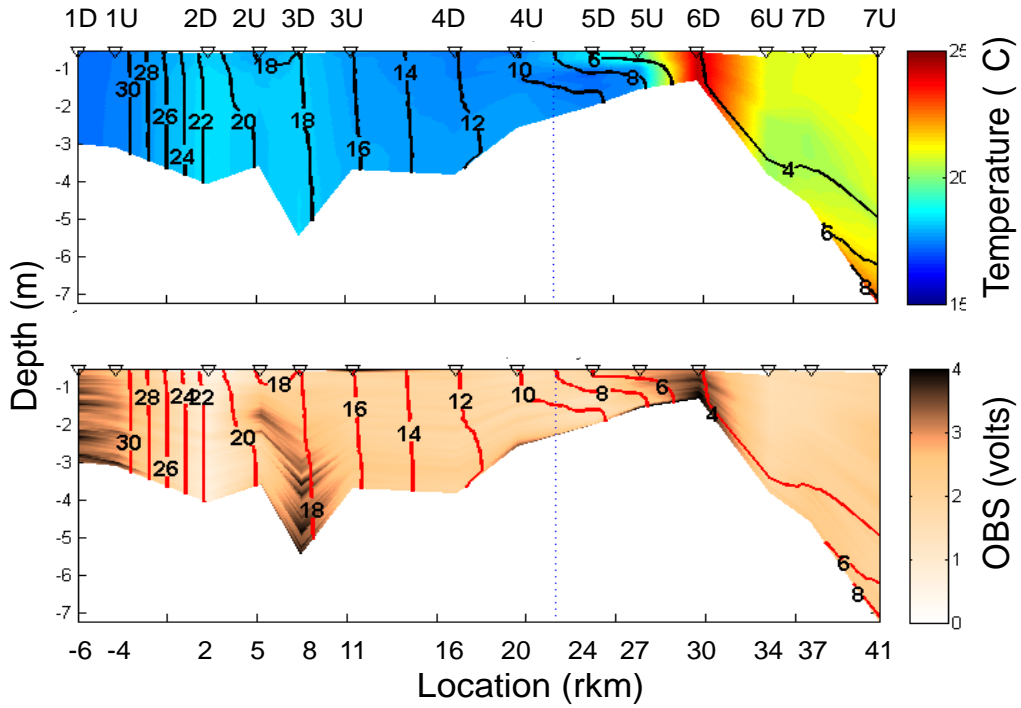 1D 1U 2D 2U 3D 3U 4D 4U 5D 5U 6D 6U 7D 7U
-1
-2
-3
-4
-5
-6
-7
30 28 26 24 22 20 18 18 16 14 12 10 8 6 4 6 8
25
20
15
Temperature ( C)
Depth (m)
-1
-2
-3
-4
-5
-6
-7
30 28 26 24 22 20 18 18 16 14 12 10 8 6 4 6 8
4
3
2
1
0
OBS (volts)
-6 -4 2 5 8 11 16 20 24 27 30 34 37 41
Location (rkm)